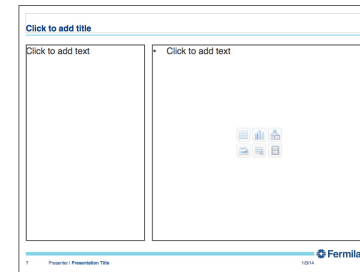 Click to add title
Click to add text
• Click to add text
Fermila
7 Presenter | Presentation Title 1/3/14